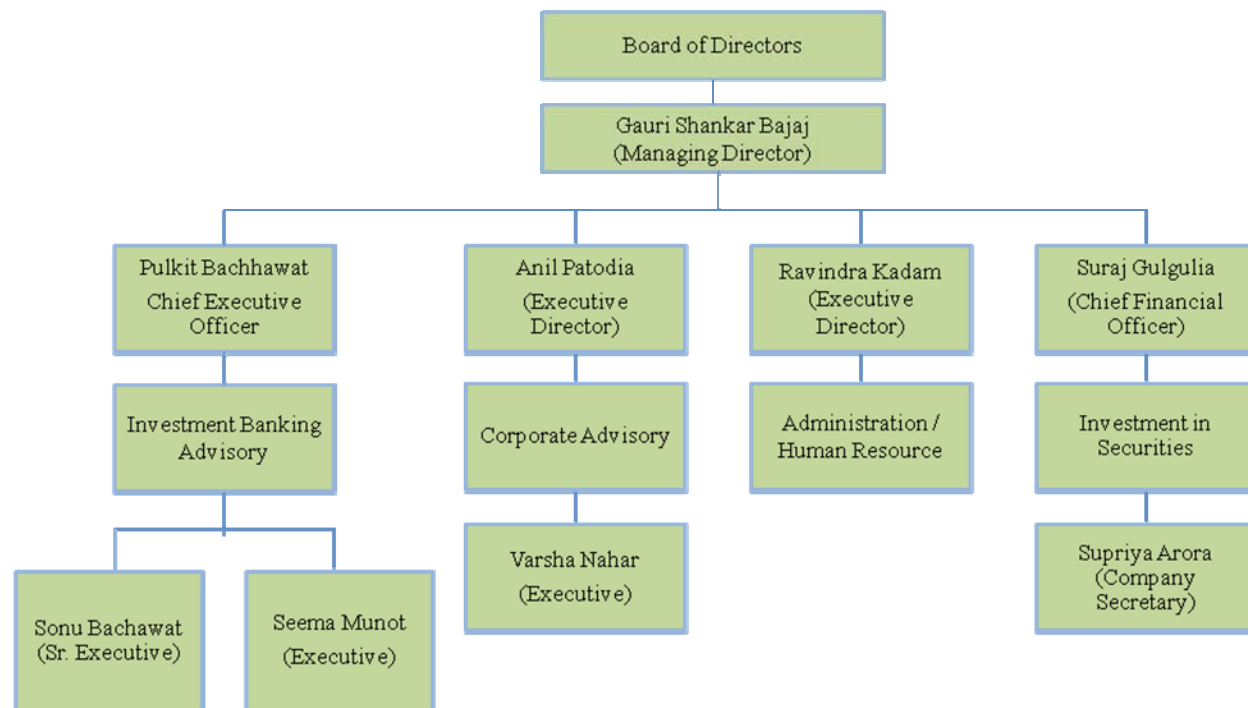 Board of Directors
Gauri Shankar Bajaj
(Managing Director)
Pulkit Bachhawat
Chief Executive
Officer
Anil Patodia
(Executive
Director)
Ravindra Kadam
(Executive
Director)
Suraj Gulgulia
(Chief Financial
Officer)
Investment Banking
Advisory
Corporate Advisory
Administration /
Human Resource
Investment in
Securities
Sonu Bachawat
(Sr. Executive)
Seema Munot
(Executive)
Varsha Nahar
(Executive)
Supriya Arora
(Company
Secretary)